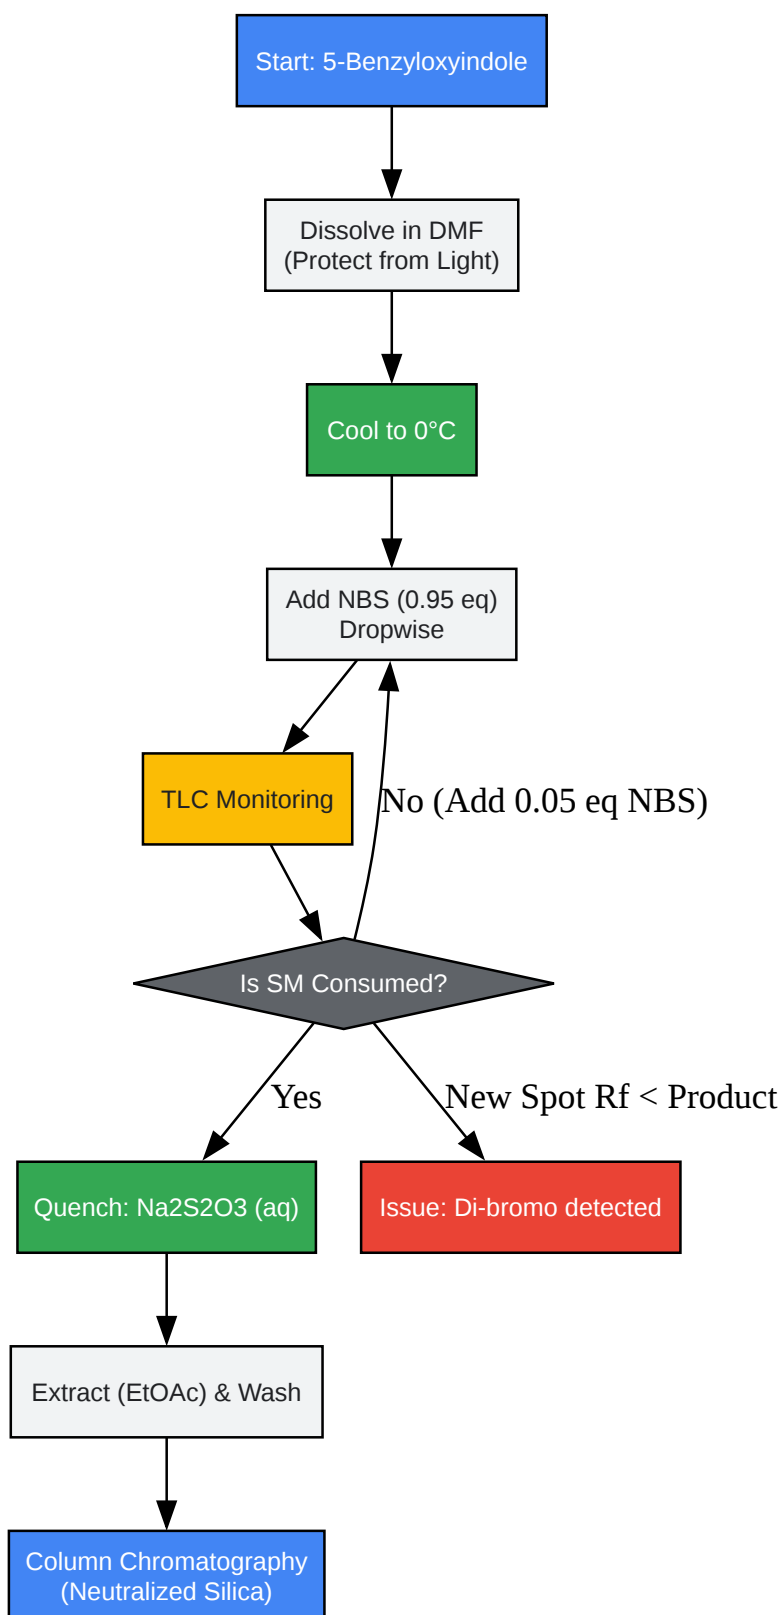 Start: 5-Benzyloxyindole
Dissolve in DMF
(Protect from Light)
Cool to 0°C
Add NBS (0.95 eq)
Dropwise
TLC Monitoring
No (Add 0.05 eq NBS)
Is SM Consumed?
Yes
New Spot Rf < Product
Quench: Na2S2O3 (aq)
Issue: Di-bromo detected
Extract (EtOAc) & Wash
Column Chromatography
(Neutralized Silica)